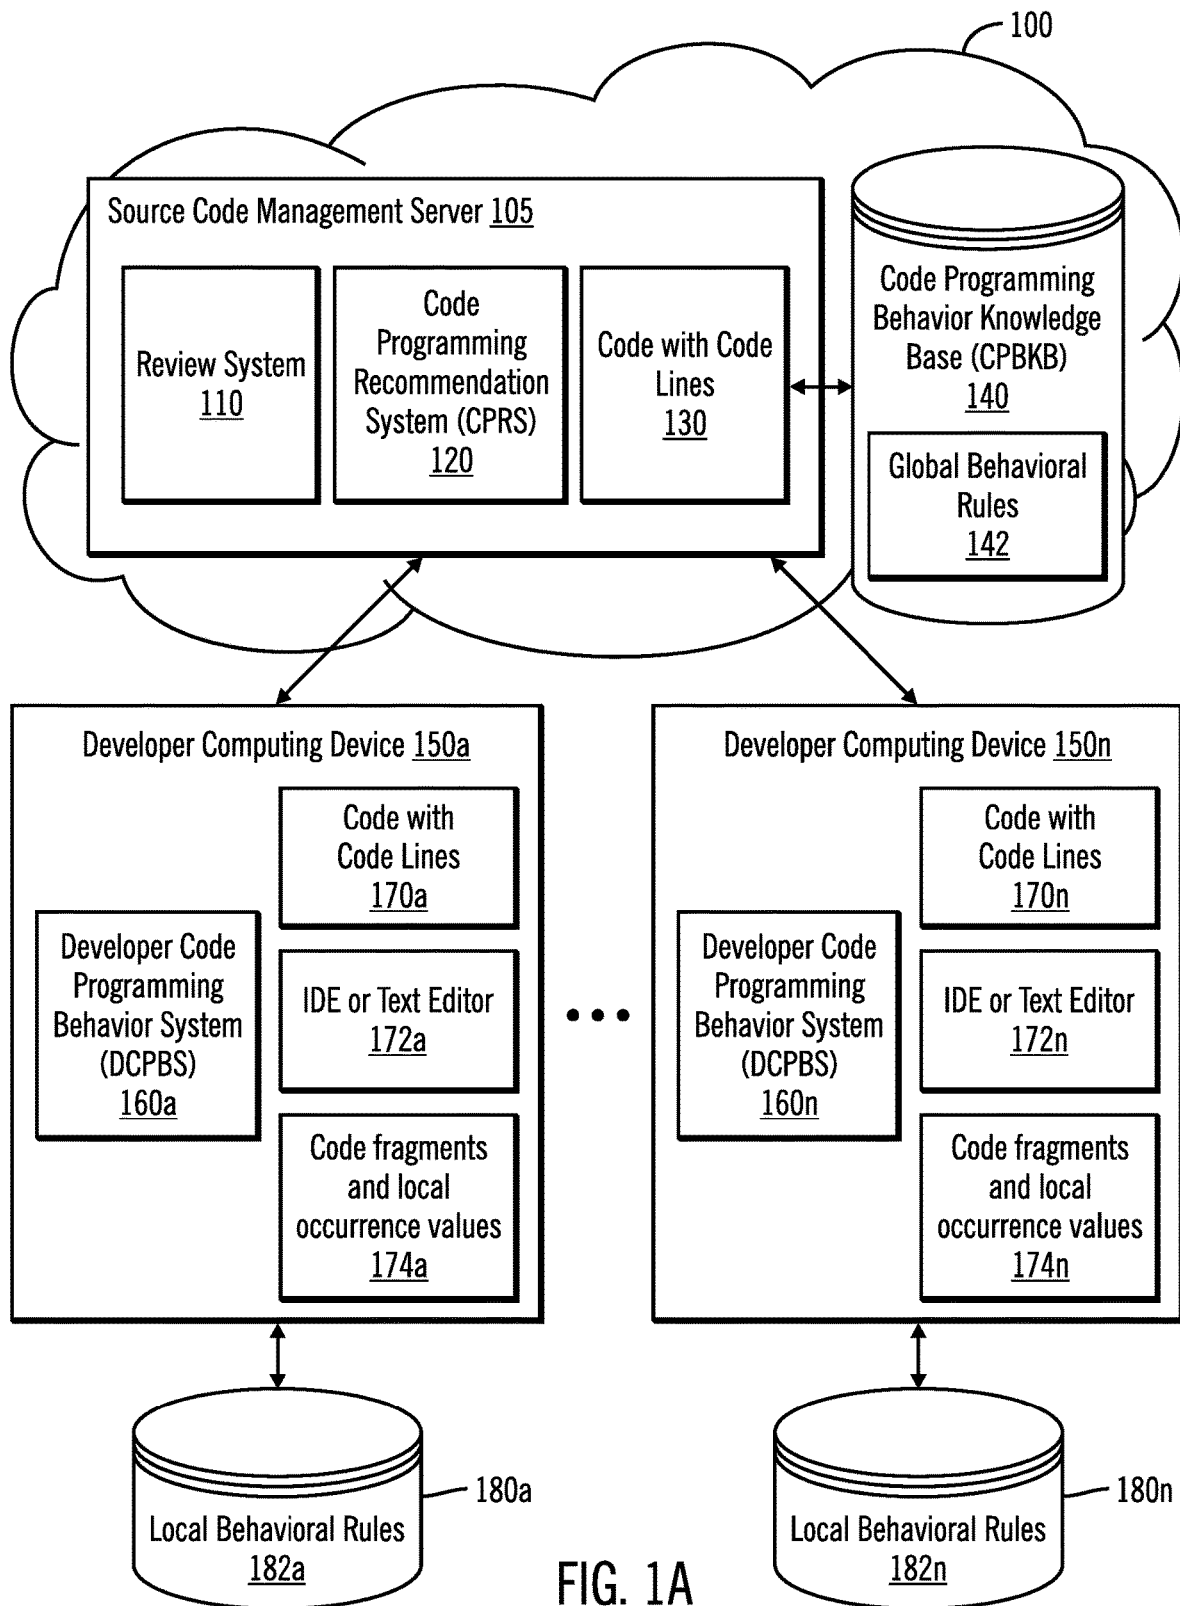 100
Source Code Management Server 105
Review System
110
Code
Programming
Recommendation
System (CPRS)
120
Code with Code
Lines
130
Code Programming
Behavior Knowledge
Base (CPBKB)
140
Global Behavioral
Rules
142
Developer Computing Device 150a
Code with
Code Lines
170a
Developer Code
Programming
Behavior System
(DCPBS)
160a
IDE or Text Editor
172a
Code fragments
and local
occurrence values
174a
Developer Computing Device 150n
Code with
Code Lines
170n
Developer Code
Programming
Behavior System
(DCPBS)
160n
IDE or Text Editor
172n
Code fragments
and local
occurrence values
174n
180a
Local Behavioral Rules
182a
180n
Local Behavioral Rules
182n
FIG. 1A